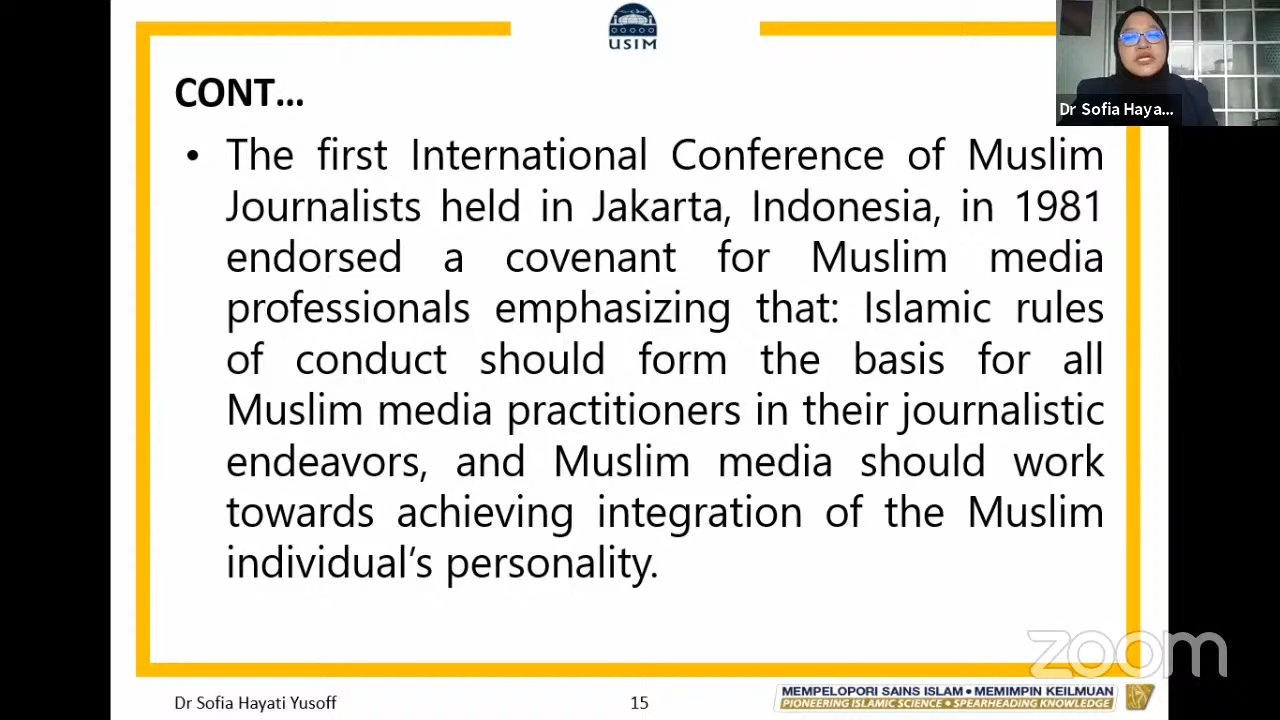 USIM
Dr Sofia Haya...
CONT...
• The first International Conference of Muslim
Journalists held in Jakarta, Indonesia, in 1981
endorsed a covenant for Muslim media
professionals emphasizing that: Islamic rules
of conduct should form the basis for all
Muslim media practitioners in their journalistic
endeavors, and Muslim media should work
towards achieving integration of the Muslim
individual’s personality.
zoom
Dr Sofia Hayati Yusoff
15
MEMPELOPORI SAINS ISLAM • MEMIMPIN KEILMUAN
PIONEERING ISLAMIC SCIENCE • SPEARHEADING KNOWLEDGE